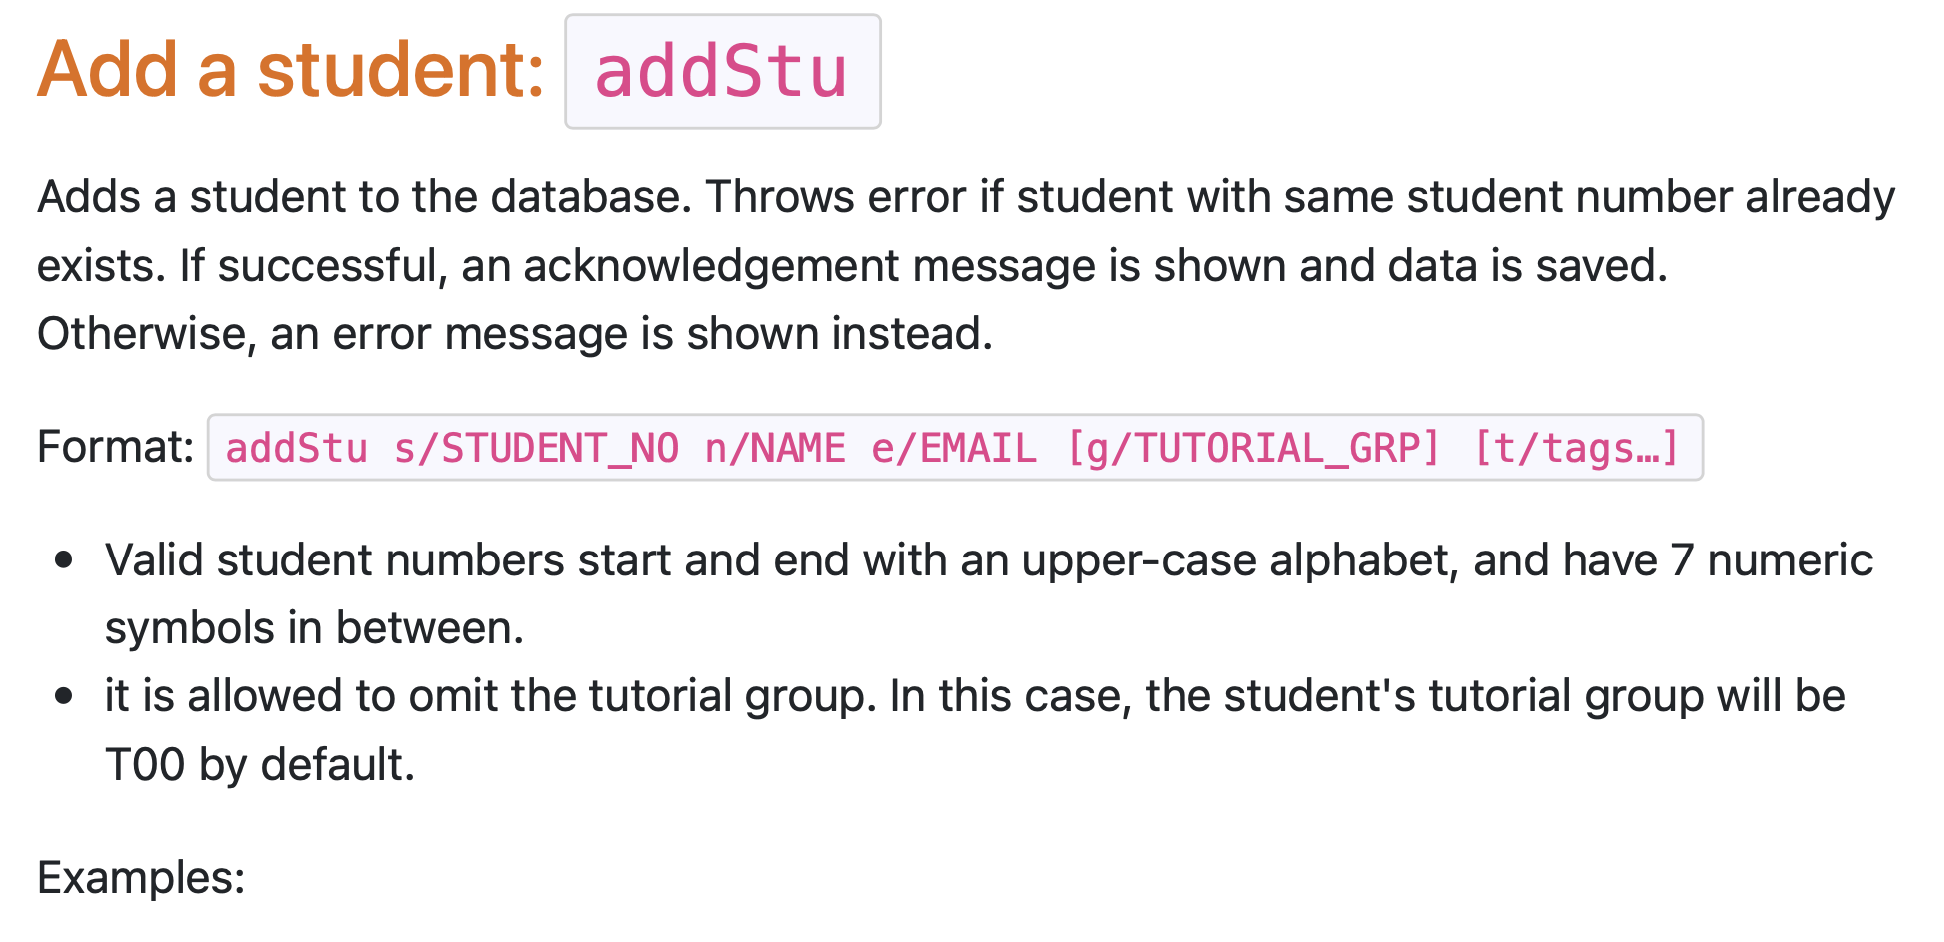 Add a student: addStu
Adds a student to the database. Throws error if student with same student number already
exists. If successful, an acknowledgement message is shown and data is saved.
Otherwise, an error message is shown instead.
Format: addStu s/STUDENT_NO n/NAME e/EMAIL [g/TUTORIAL_GRP] [t/tags…]
• Valid student numbers start and end with an upper-case alphabet, and have 7 numeric
symbols in between.
• it is allowed to omit the tutorial group. In this case, the student's tutorial group will be
T00 by default.
Examples: